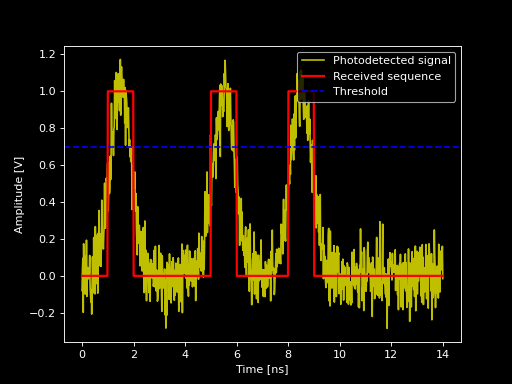 Photodetected signal
Received sequence
Threshold
1.2
1.0
0.8
0.6
0.4
0.2
0.0
−0.2
Amplitude [V]
0 2 4 6 8 10 12 14
Time [ns]